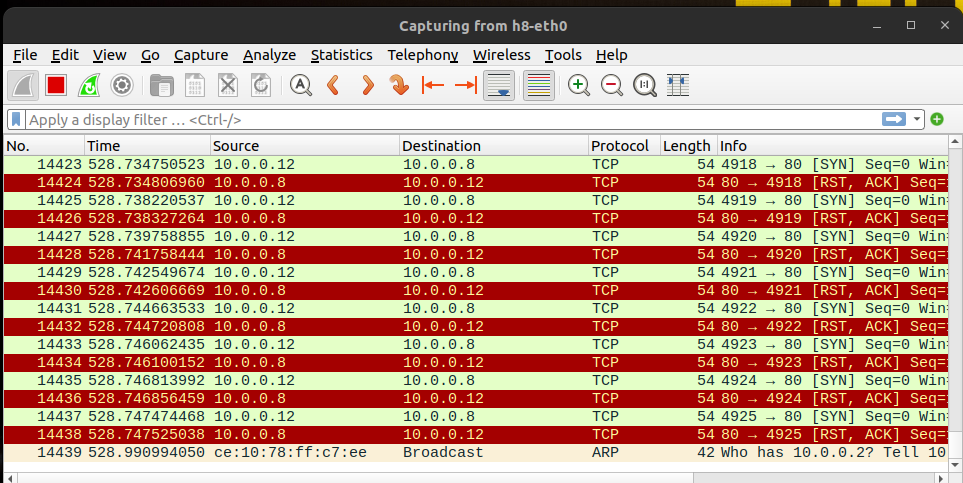 Capturing from h8-eth0
File Edit View Go Capture Analyze Statistics Telephony Wireless Tools Help
Apply a display filter … <Ctrl-/>
No. Time Source Destination Protocol Length Info
14423 528.734750523 10.0.0.12 10.0.0.8 TCP 54 4918 → 80 [SYN] Seq=0 Win
14424 528.734806960 10.0.0.8 10.0.0.12 TCP 54 80 → 4918 [RST, ACK] Seq=
14425 528.738220537 10.0.0.12 10.0.0.8 TCP 54 4919 → 80 [SYN] Seq=0 Win
14426 528.738327264 10.0.0.8 10.0.0.12 TCP 54 80 → 4919 [RST, ACK] Seq=
14427 528.739758855 10.0.0.12 10.0.0.8 TCP 54 4920 → 80 [SYN] Seq=0 Win
14428 528.741758444 10.0.0.8 10.0.0.12 TCP 54 80 → 4920 [RST, ACK] Seq=
14429 528.742549674 10.0.0.12 10.0.0.8 TCP 54 4921 → 80 [SYN] Seq=0 Win
14430 528.742606669 10.0.0.8 10.0.0.12 TCP 54 80 → 4921 [RST, ACK] Seq=
14431 528.744663533 10.0.0.12 10.0.0.8 TCP 54 4922 → 80 [SYN] Seq=0 Win
14432 528.744720808 10.0.0.8 10.0.0.12 TCP 54 80 → 4922 [RST, ACK] Seq=
14433 528.746062435 10.0.0.12 10.0.0.8 TCP 54 4923 → 80 [SYN] Seq=0 Win
14434 528.746100152 10.0.0.8 10.0.0.12 TCP 54 80 → 4923 [RST, ACK] Seq=
14435 528.746813992 10.0.0.12 10.0.0.8 TCP 54 4924 → 80 [SYN] Seq=0 Win
14436 528.746856459 10.0.0.8 10.0.0.12 TCP 54 80 → 4924 [RST, ACK] Seq=
14437 528.747474468 10.0.0.12 10.0.0.8 TCP 54 4925 → 80 [SYN] Seq=0 Win
14438 528.747525038 10.0.0.8 10.0.0.12 TCP 54 80 → 4925 [RST, ACK] Seq=
14439 528.990994050 ce:10:78:ff:c7:ee Broadcast ARP 42 Who has 10.0.0.2? Tell 10